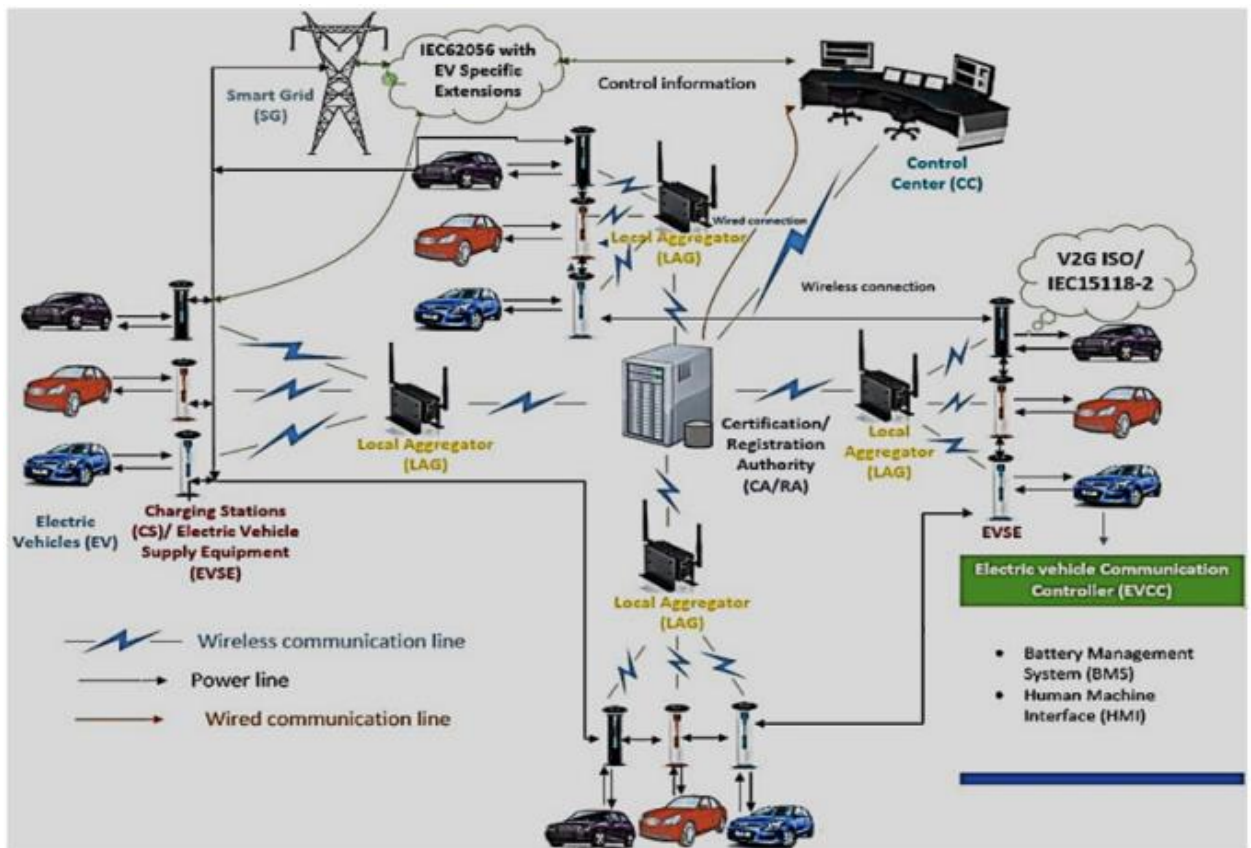 IEC62056 with
EV Specific
Extensions
Smart Grid
(SG)
Control information
Control
Center (CC)
Wired connection
Local Aggregator
(LAG)
V2G ISO/
IEC15118-2
Wireless connection
Local Aggregator
(LAG)
Certification/
Registration
Authority
(CA/RA)
Local
Aggregator
(LAG)
Electric
Vehicles (EV)
Charging Stations
(CS)/ Electric Vehicle
Supply Equipment
(EVSE)
EVSE
Electric vehicle Communication
Controller (EVCC)
Local Aggregator
(LAG)
Wireless communication line
Power line
Wired communication line
• Battery Management
System (BMS)
• Human Machine
Interface (HMI)